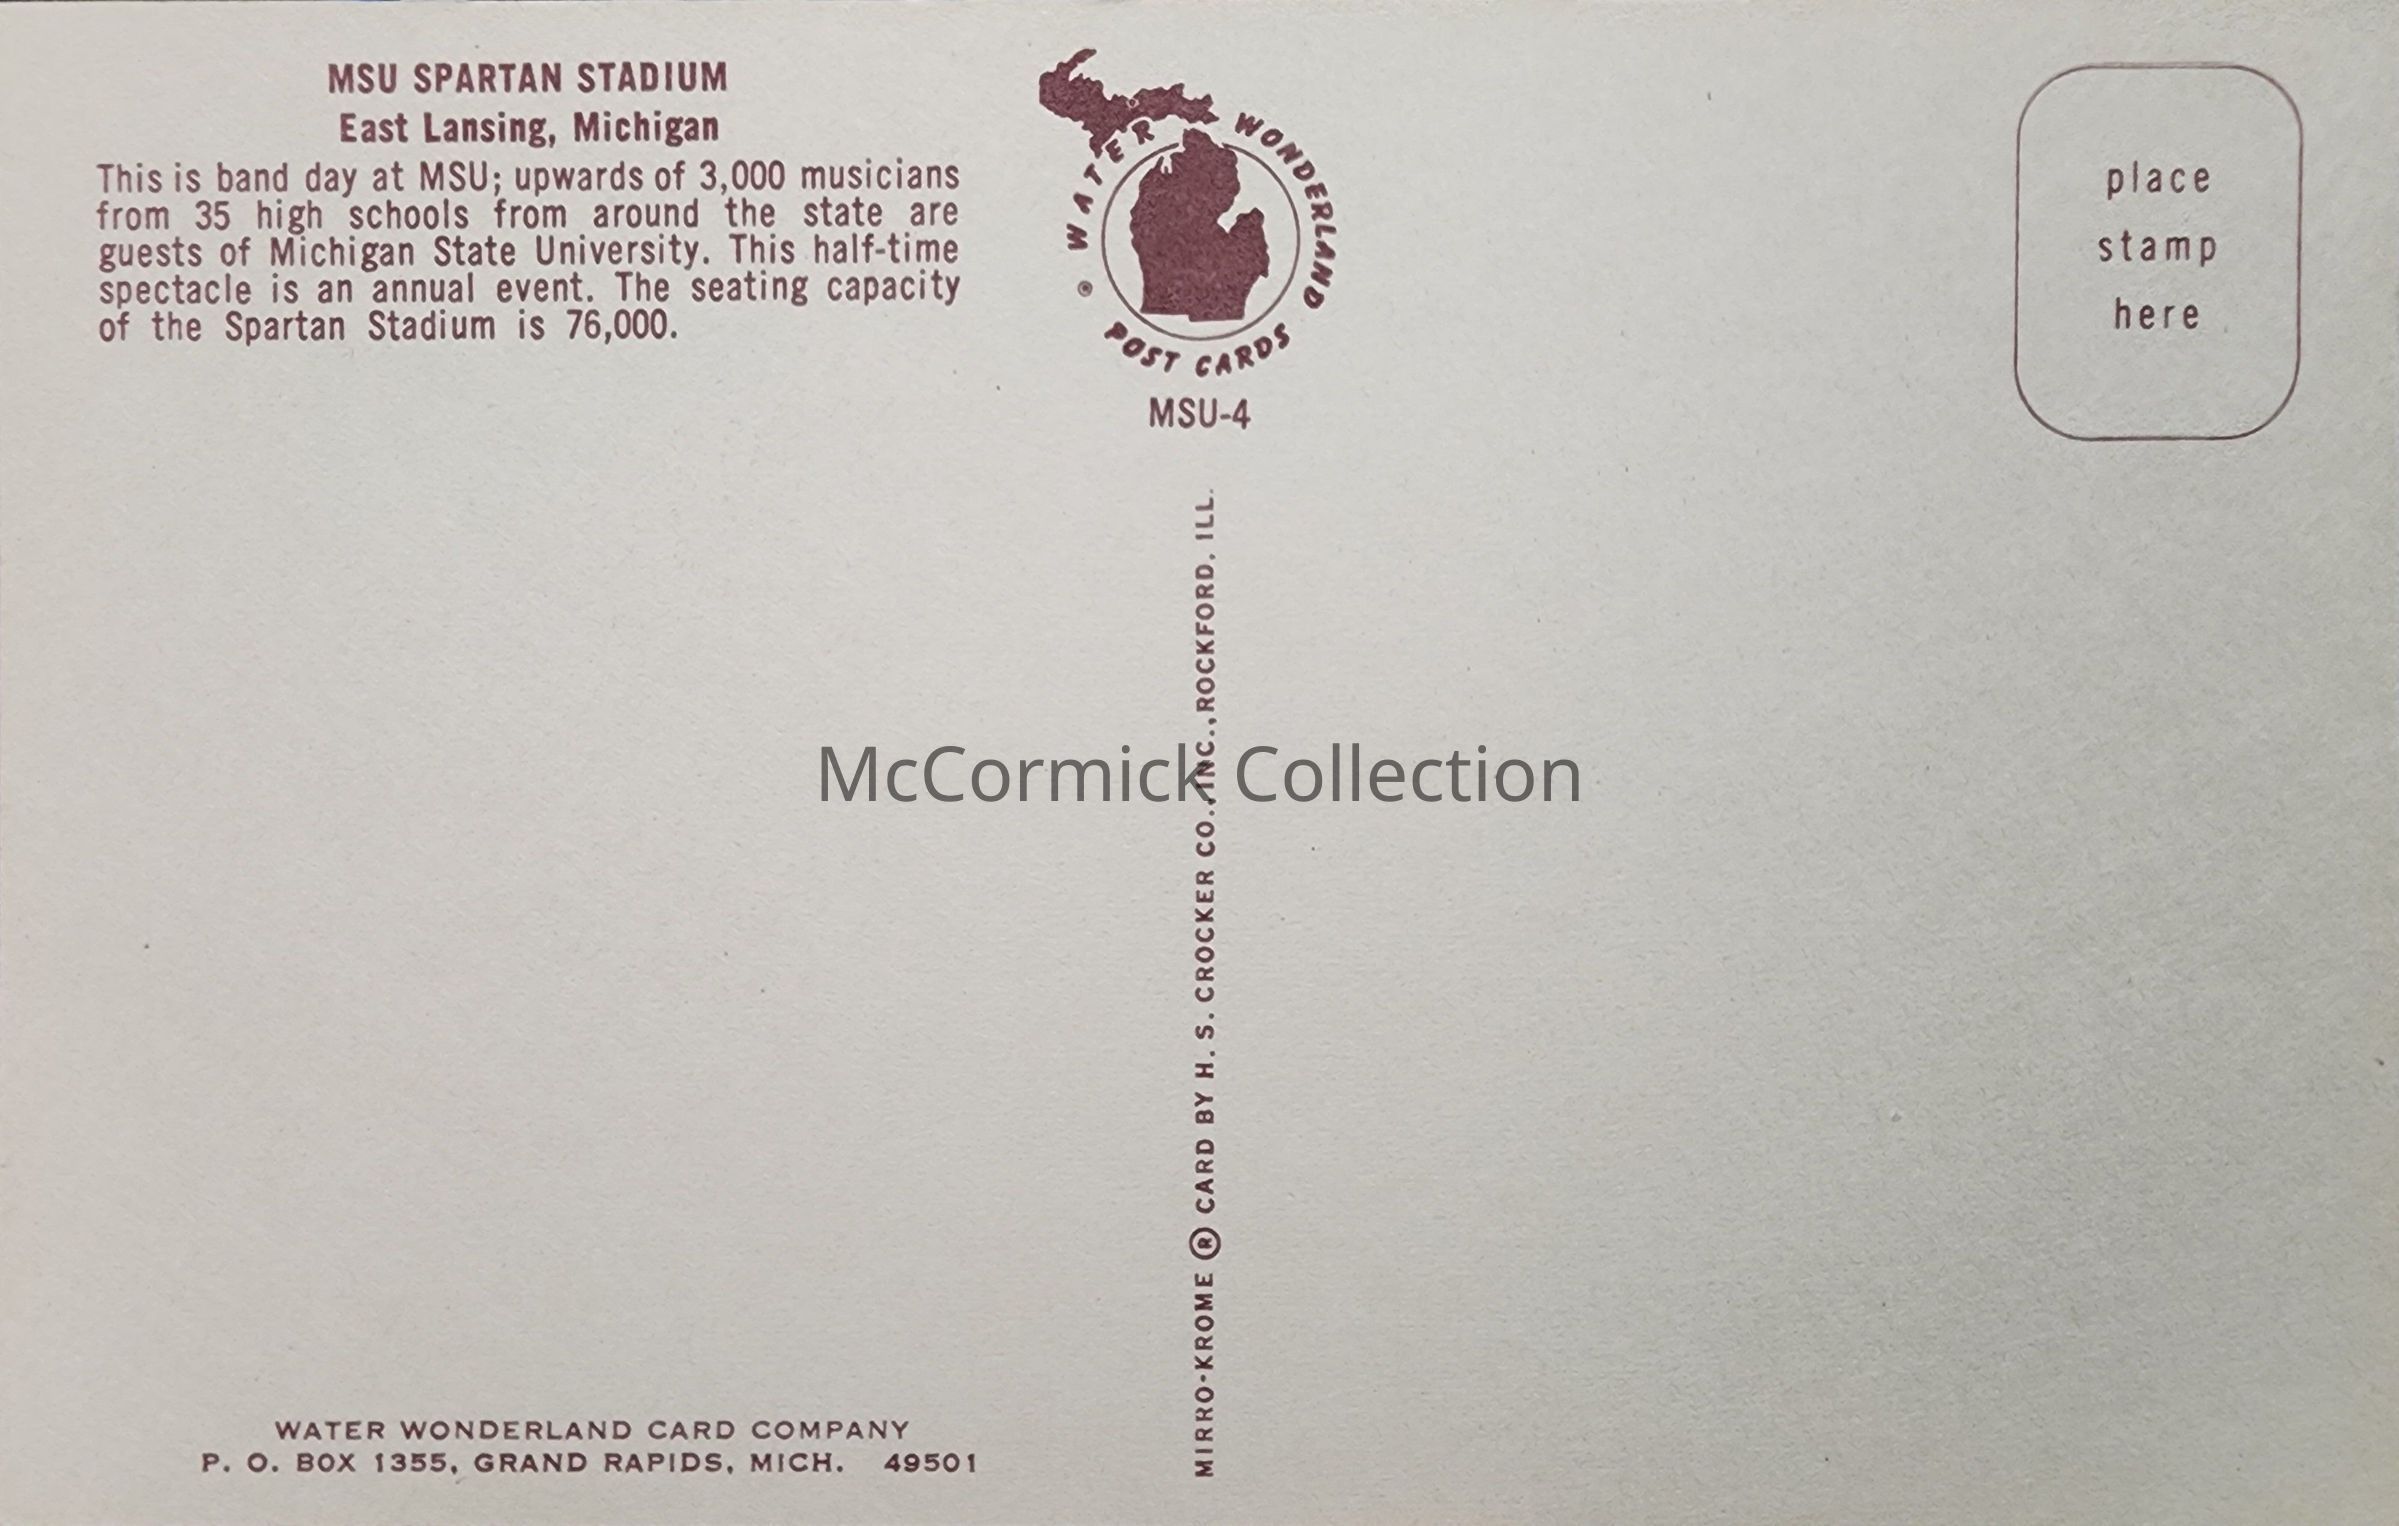 MSU SPARTAN STADIUM
East Lansing, Michigan
This is band day at MSU; upwards of 3,000 musicians
from 35 high schools from around the state are
guests of Michigan State University. This half-time
spectacle is an annual event. The seating capacity
of the Spartan Stadium is 76,000.
WATER WONDERLAND
POST CARDS
®
MSU-4
place
stamp
here
MIRRO-KROME ® CARD BY H. S. CROCKER CO., INC., ROCKFORD, ILL.
McCormick Collection
WATER WONDERLAND CARD COMPANY
P. O. BOX 1355, GRAND RAPIDS, MICH. 49501